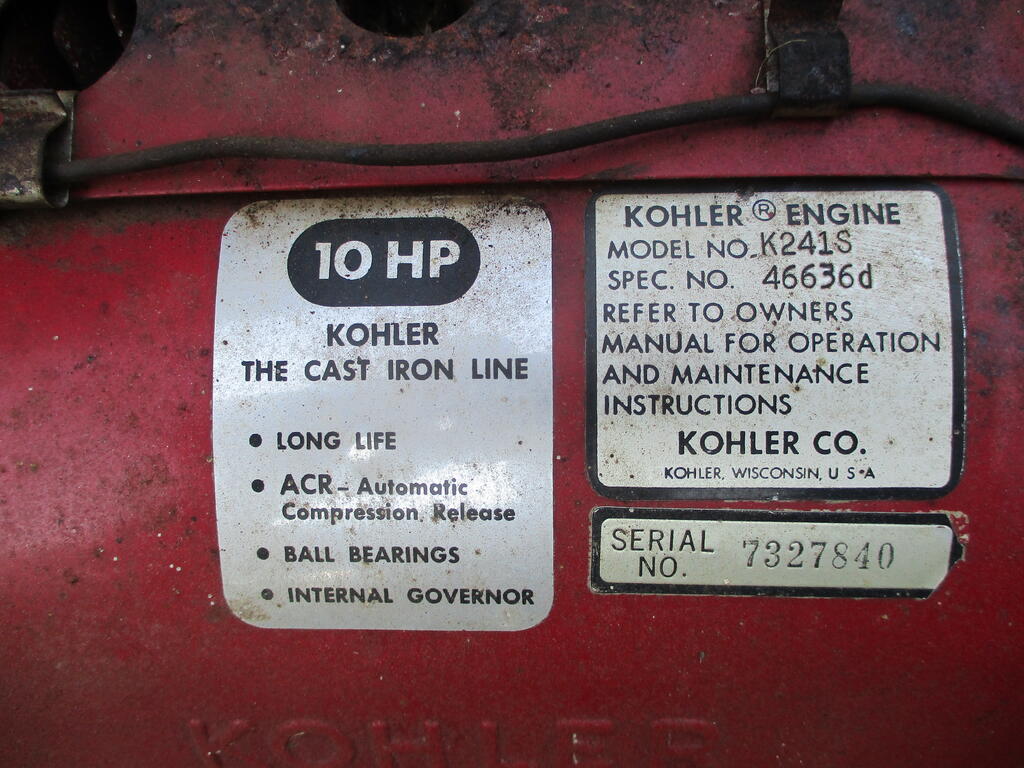 10 HP
KOHLER
THE CAST IRON LINE
• LONG LIFE
• ACR - Automatic
Compression Release
• BALL BEARINGS
• INTERNAL GOVERNOR
KOHLER ® ENGINE
MODEL NO. K241S
SPEC. NO. 46636d
REFER TO OWNERS
MANUAL FOR OPERATION
AND MAINTENANCE
INSTRUCTIONS
KOHLER CO.
KOHLER, WISCONSIN, U S A
SERIAL
NO. 7327840
KOHLER